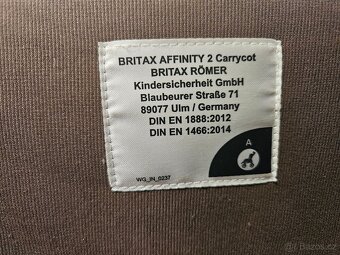 BRITAX AFFINITY 2 Carrycot
BRITAX RÖMER
Kindersicherheit GmbH
Blaubeurer Straße 71
89077 Ulm / Germany
DIN EN 1888:2012
DIN EN 1466:2014
A
WG_IN_0237
Bazos.cz